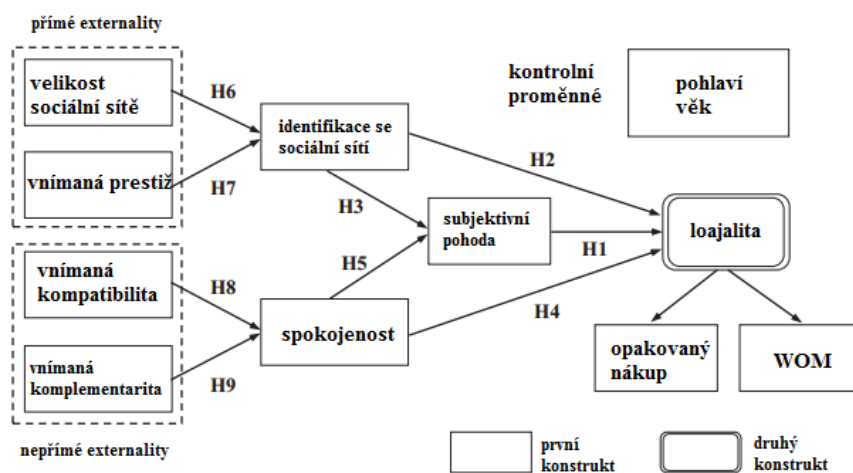 přímé externality
velikost
sociální sítě
H6
vnímaná prestiž
H7
identifikace se
sociální sítí
kontrolní
proměnné
pohlaví
věk
H2
H3
subjektivní
pohoda
H1
loajalita
vnímaná
kompatibilita
H8
H5
spokojenost
H4
vnímaná
komplementarita
H9
opakovaný
nákup
WOM
nepřímé externality
první
konstrukt
druhý
konstrukt